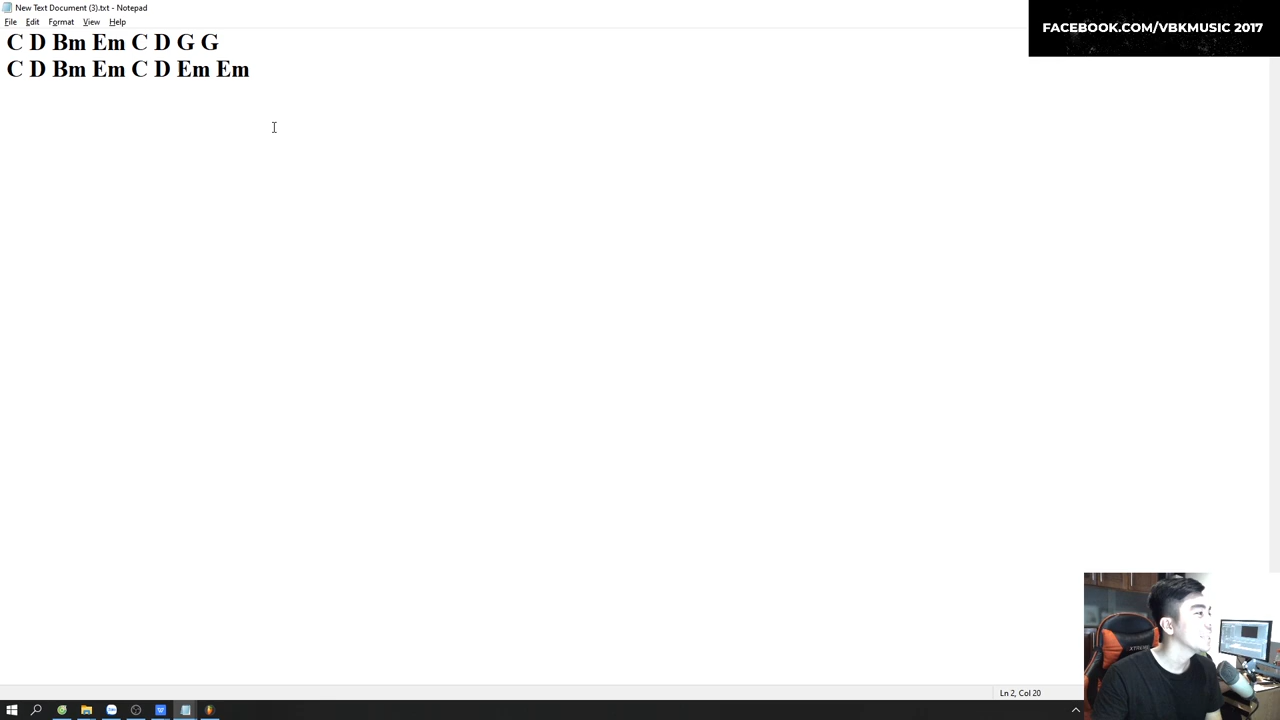 New Text Document (3).txt - Notepad
File Edit Format View Help
FACEBOOK.COM/VBKMUSIC 2017
C D Bm Em C D G G
C D Bm Em C D Em Em
Ln 2, Col 20